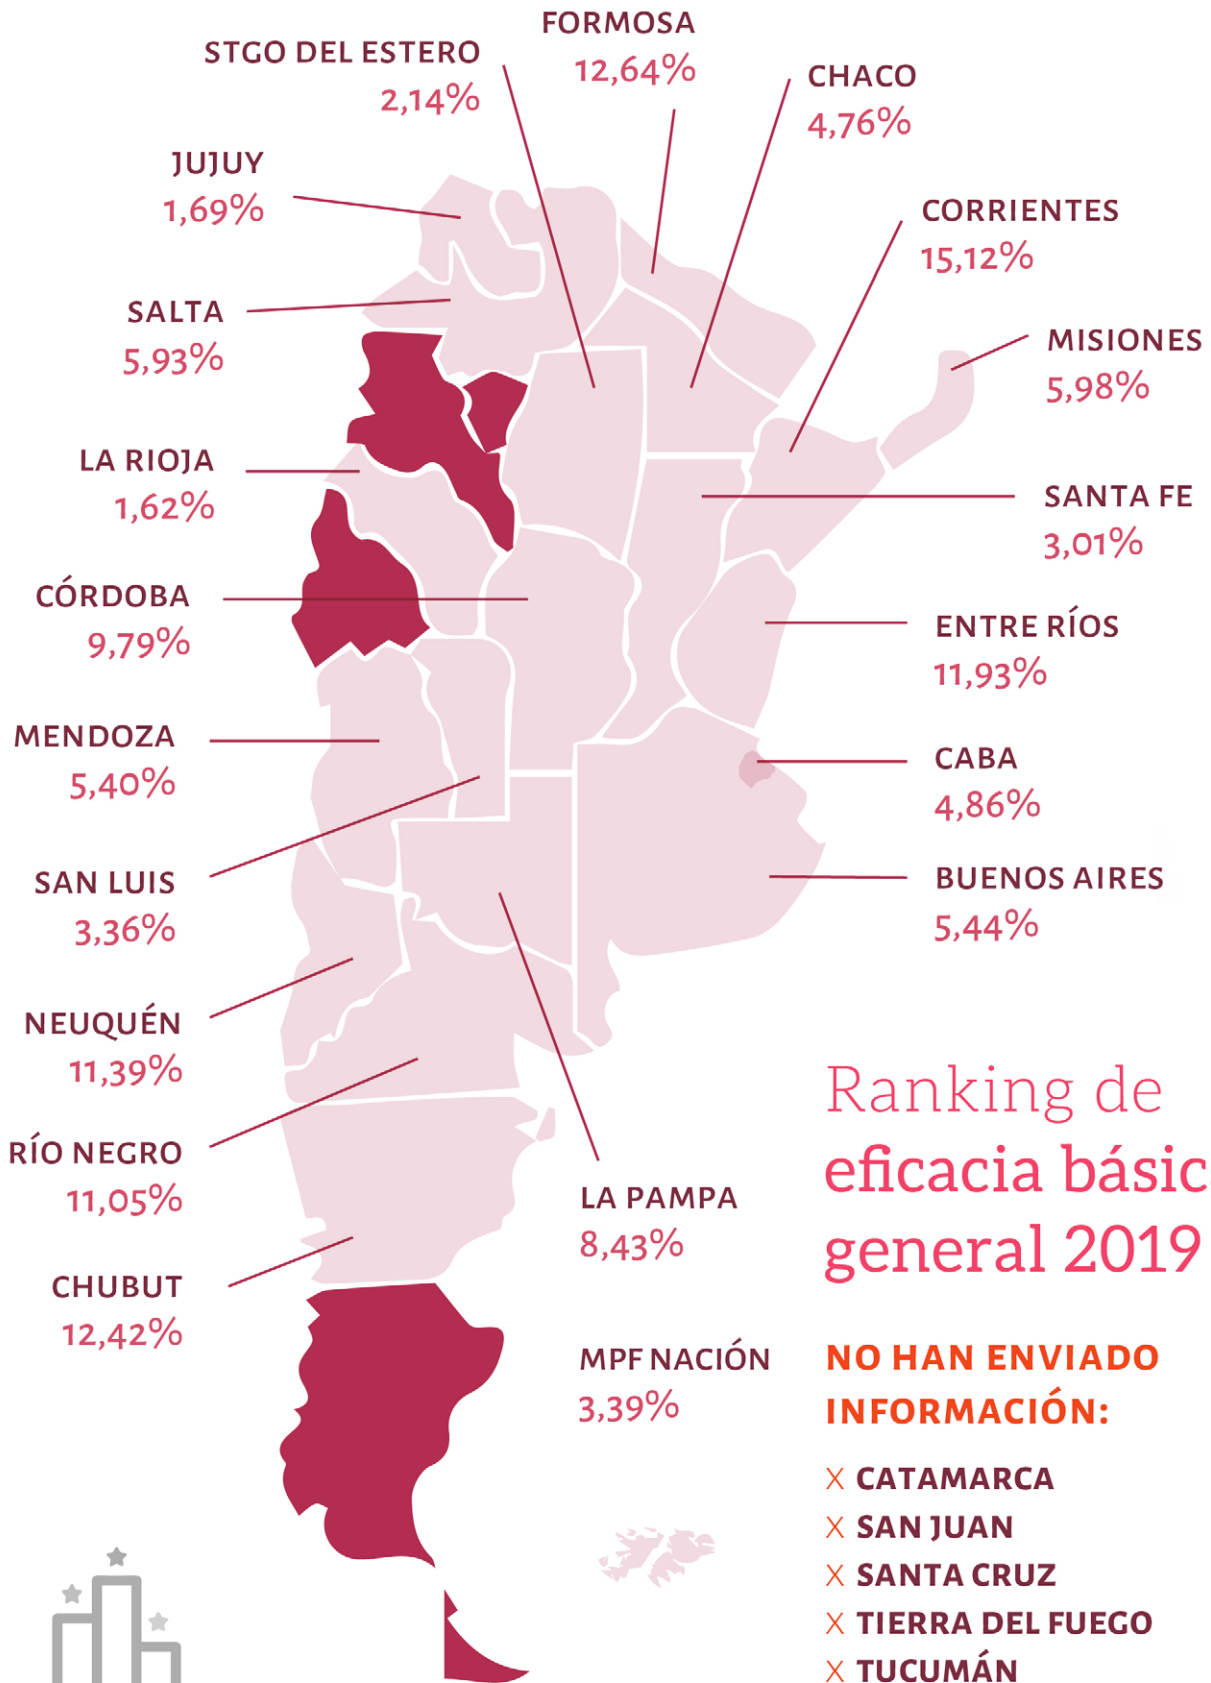 FORMOSA
12,64%
STGO DEL ESTERO
2,14%
CHACO
4,76%
JUJUY
1,69%
CORRIENTES
15,12%
SALTA
5,93%
MISIONES
5,98%
LA RIOJA
1,62%
SANTA FE
3,01%
CÓRDOBA
9,79%
ENTRE RÍOS
11,93%
MENDOZA
5,40%
CABA
4,86%
SAN LUIS
3,36%
BUENOS AIRES
5,44%
NEUQUÉN
11,39%
RÍO NEGRO
11,05%
LA PAMPA
8,43%
CHUBUT
12,42%
MPF NACIÓN
3,39%
Ranking de
eficacia básic
general 2019
NO HAN ENVIADO
INFORMACIÓN:
X CATAMARCA
X SAN JUAN
X SANTA CRUZ
X TIERRA DEL FUEGO
X TUCUMÁN